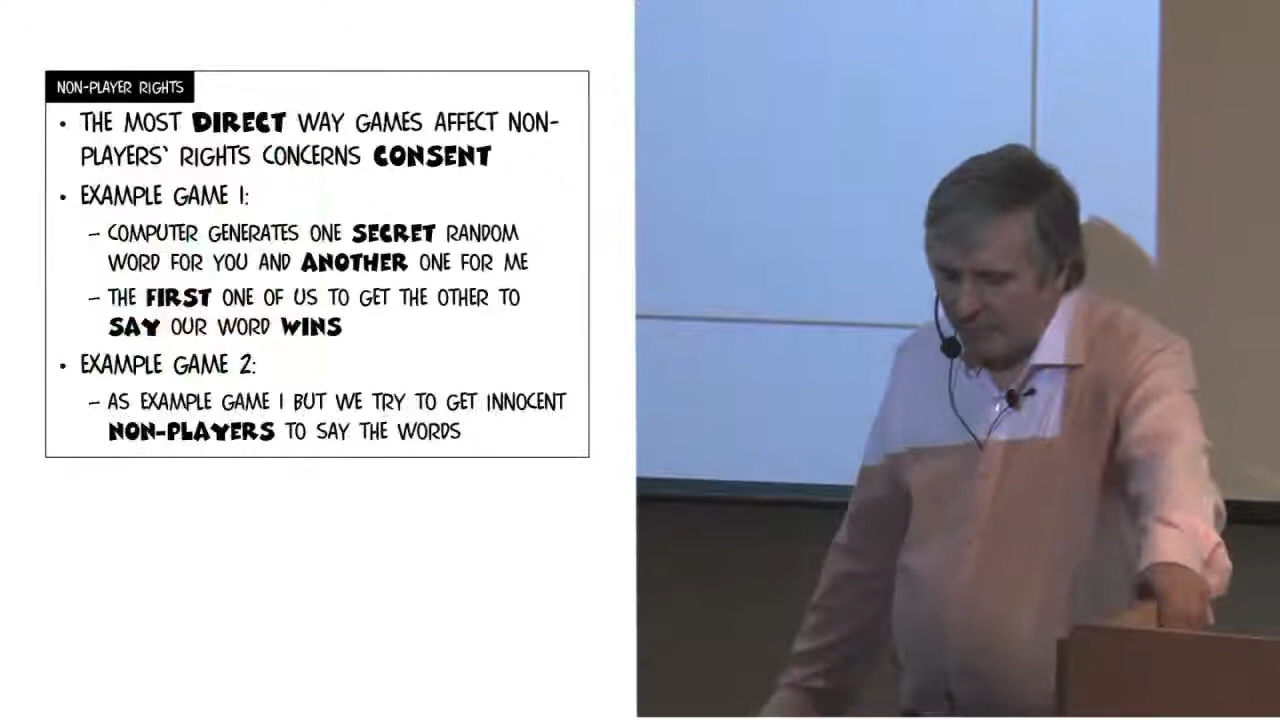 NON-PLAYER RIGHTS
• THE MOST DIRECT WAY GAMES AFFECT NON-
PLAYERS' RIGHTS CONCERNS CONSENT
• EXAMPLE GAME 1:
– COMPUTER GENERATES ONE SECRET RANDOM
WORD FOR YOU AND ANOTHER ONE FOR ME
– THE FIRST ONE OF US TO GET THE OTHER TO
SAY OUR WORD WINS
• EXAMPLE GAME 2:
– AS EXAMPLE GAME 1 BUT WE TRY TO GET INNOCENT
NON-PLAYERS TO SAY THE WORDS